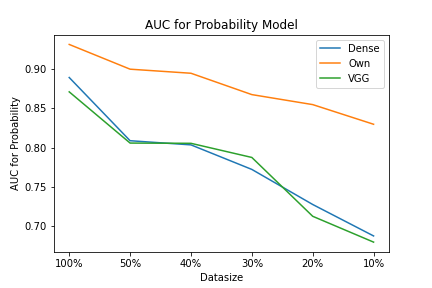 AUC for Probability Model
AUC for Probability
0.90
0.85
0.80
0.75
0.70
Dense
Own
VGG
100% 50% 40% 30% 20% 10%
Datasize